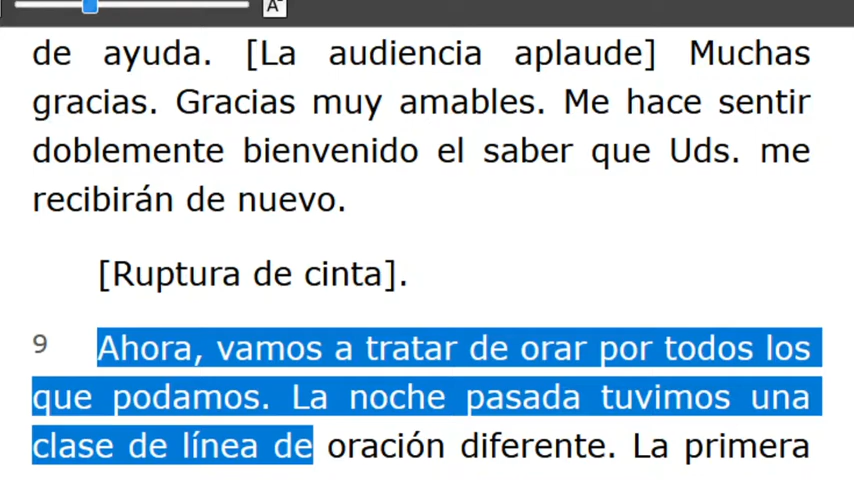 A
de ayuda. [La audiencia aplaude] Muchas
gracias. Gracias muy amables. Me hace sentir
doblemente bienvenido el saber que Uds. me
recibirán de nuevo.
[Ruptura de cinta].
9 Ahora, vamos a tratar de orar por todos los
que podamos. La noche pasada tuvimos una
clase de línea de oración diferente. La primera